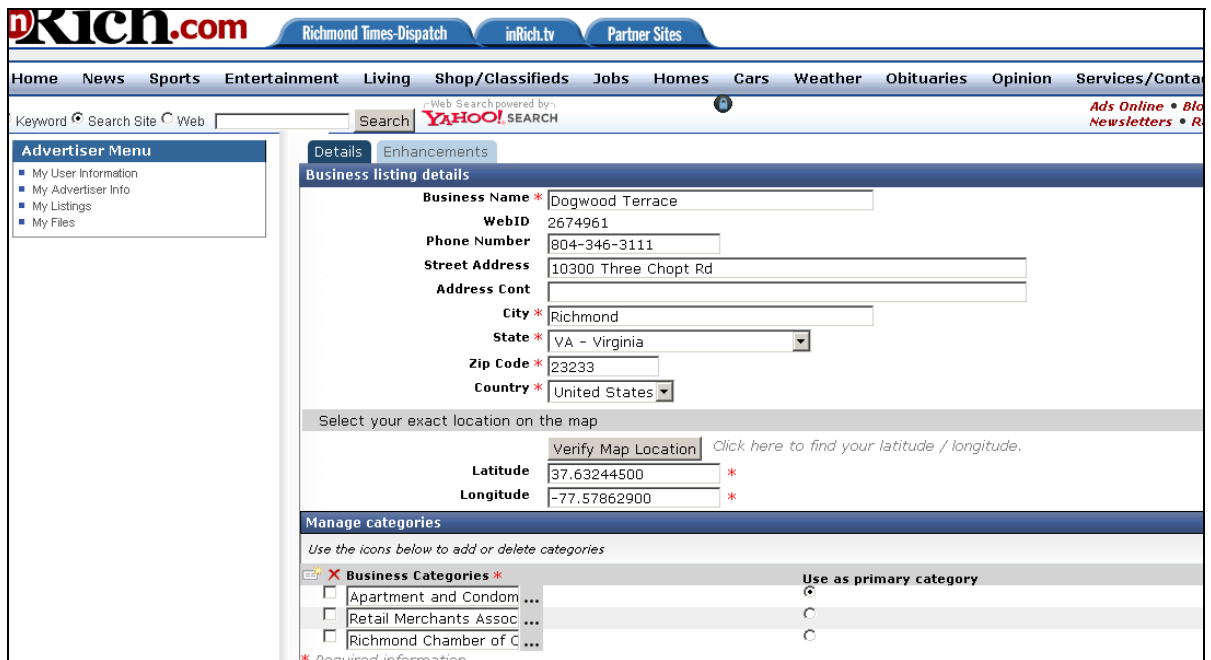 nRich.com
Richmond Times-Dispatch inRich.tv Partner Sites
Home News Sports Entertainment Living Shop/Classifieds Jobs Homes Cars Weather Obituaries Opinion
Keyword Search Site Web Search Web Search powered by YAHOO! SEARCH
Ads Online •
Newsletters •
Advertiser Menu
My User Information
My Advertiser Info
My Listings
My Files
Details Enhancements
Business listing details
Business Name * Dogwood Terrace
WebID 2674961
Phone Number 804-346-3111
Street Address 10300 Three Chopt Rd
Address Cont
City * Richmond
State * VA - Virginia
Zip Code * 23233
Country * United States
Select your exact location on the map
Verify Map Location Click here to find your latitude / longitude.
Latitude 37.63244500 *
Longitude -77.57862900 *
Manage categories
Use the icons below to add or delete categories
Business Categories * Use as primary category
Apartment and Condom ...
Retail Merchants Assoc ...
Richmond Chamber of C ...
* Required information